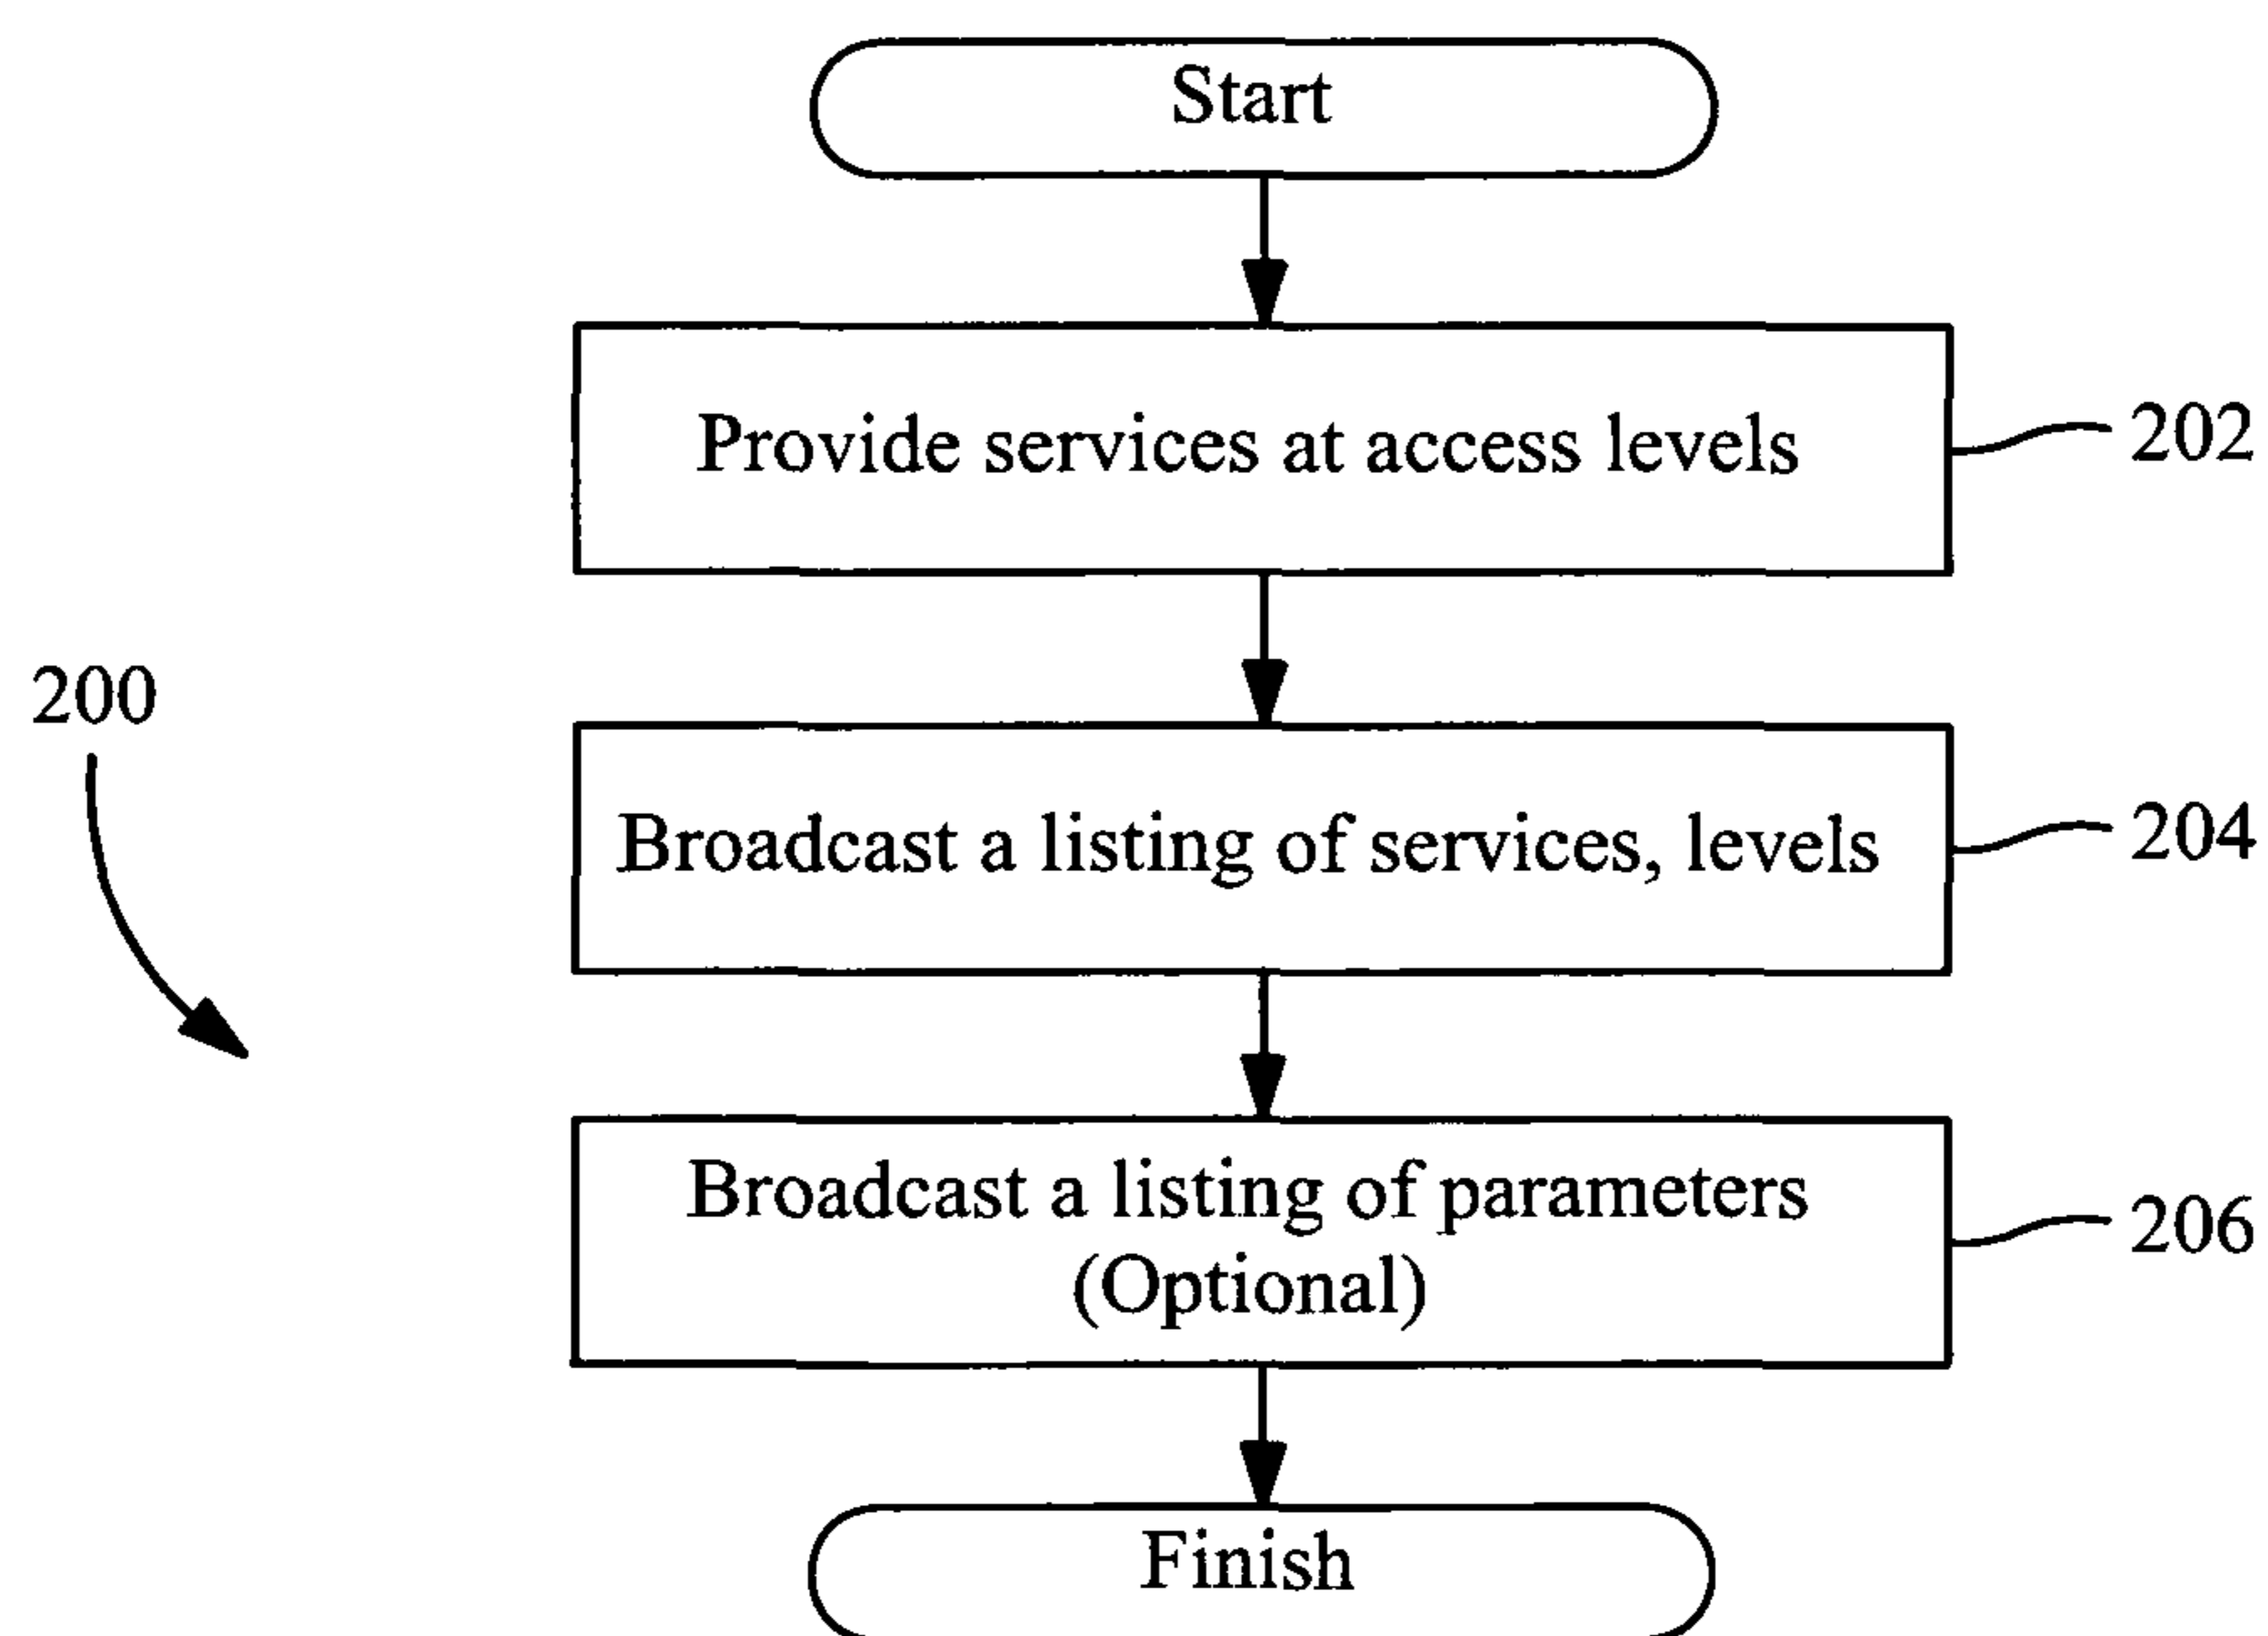 Start
Provide services at access levels
202
200
Broadcast a listing of services, levels
204
Broadcast a listing of parameters
(Optional)
206
Finish